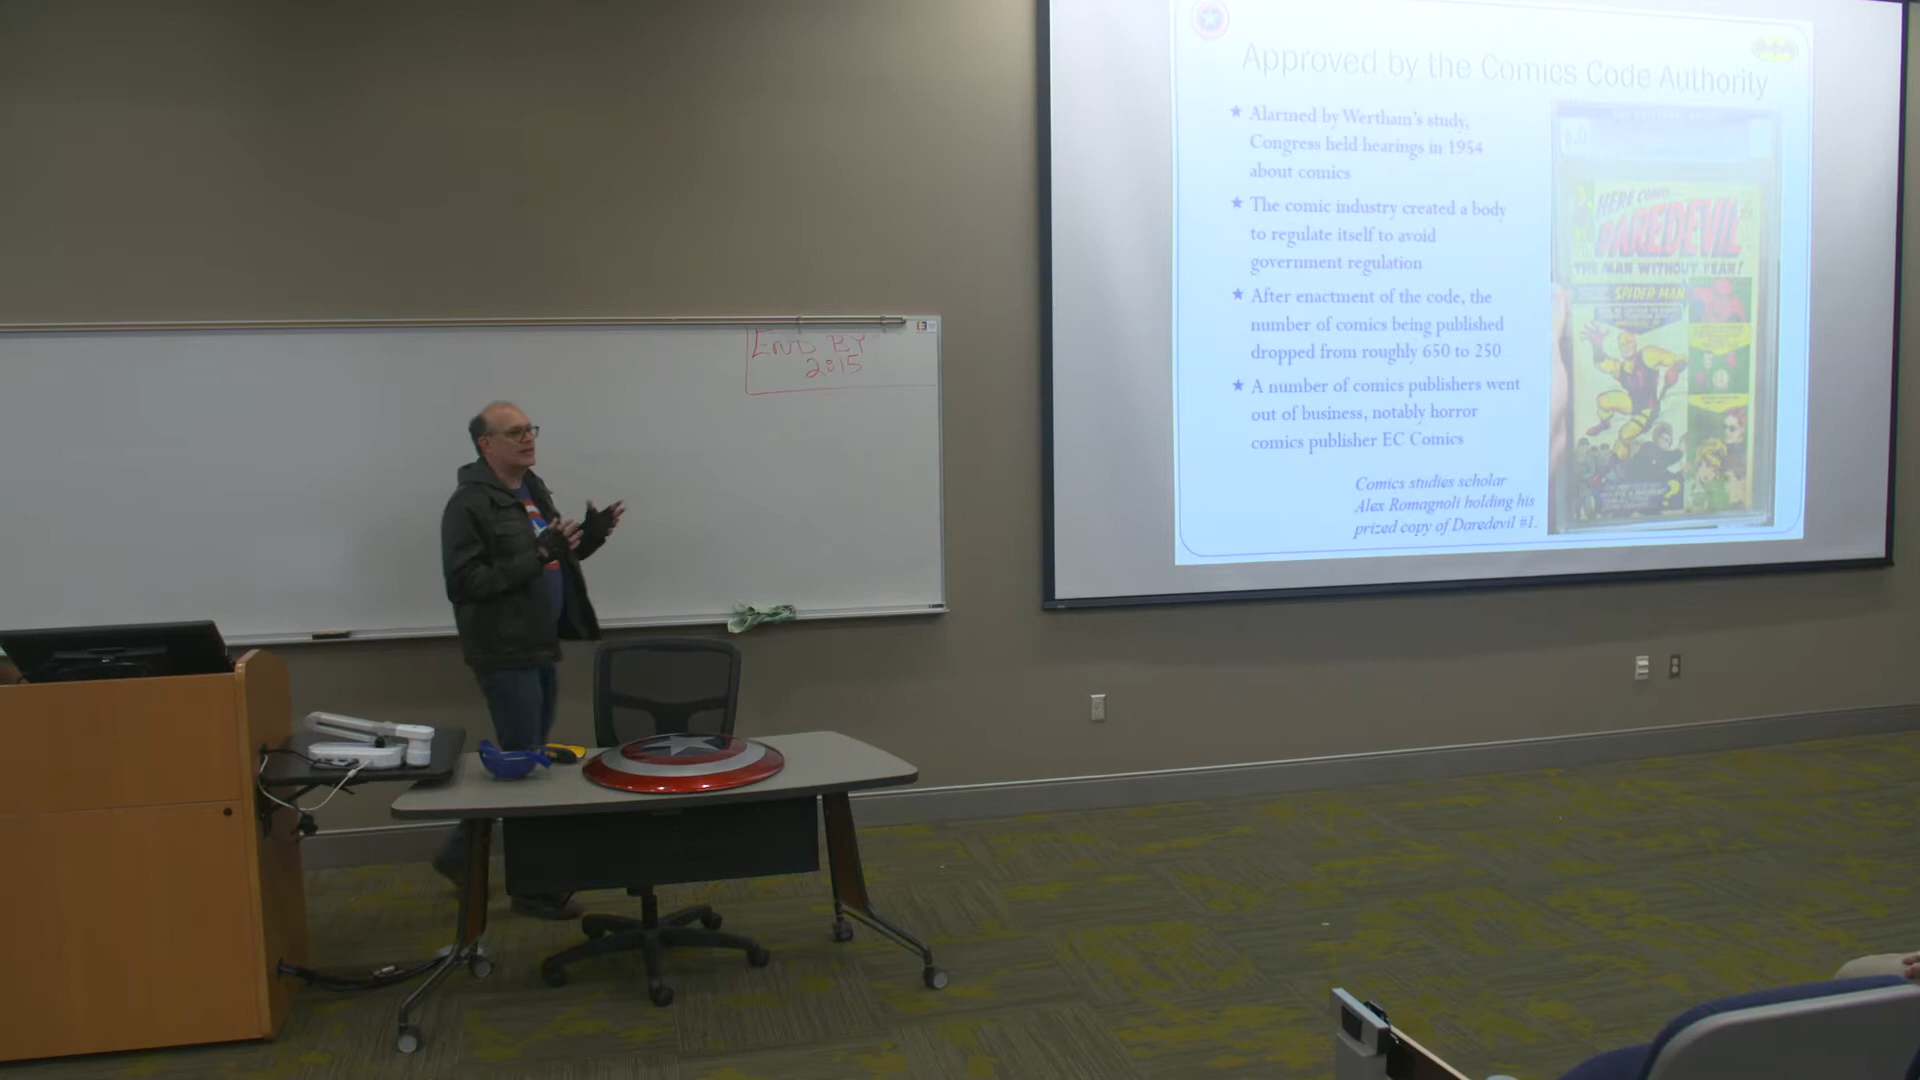 END BY
2:15
Approved by the Comics Code Authority
★ Alarmed by Wertham's study,
Congress held hearings in 1954
about comics
★ The comic industry created a body
to regulate itself to avoid
government regulation
★ After enactment of the code, the
number of comics being published
dropped from roughly 650 to 250
★ A number of comics publishers went
out of business, notably horror
comics publisher EC Comics
Comics studies scholar
Alex Romagnoli holding his
prized copy of Daredevil #1.
6.0
HERE COMES...
DAREDEVIL
THE MAN WITHOUT FEAR!
SPIDER-MAN